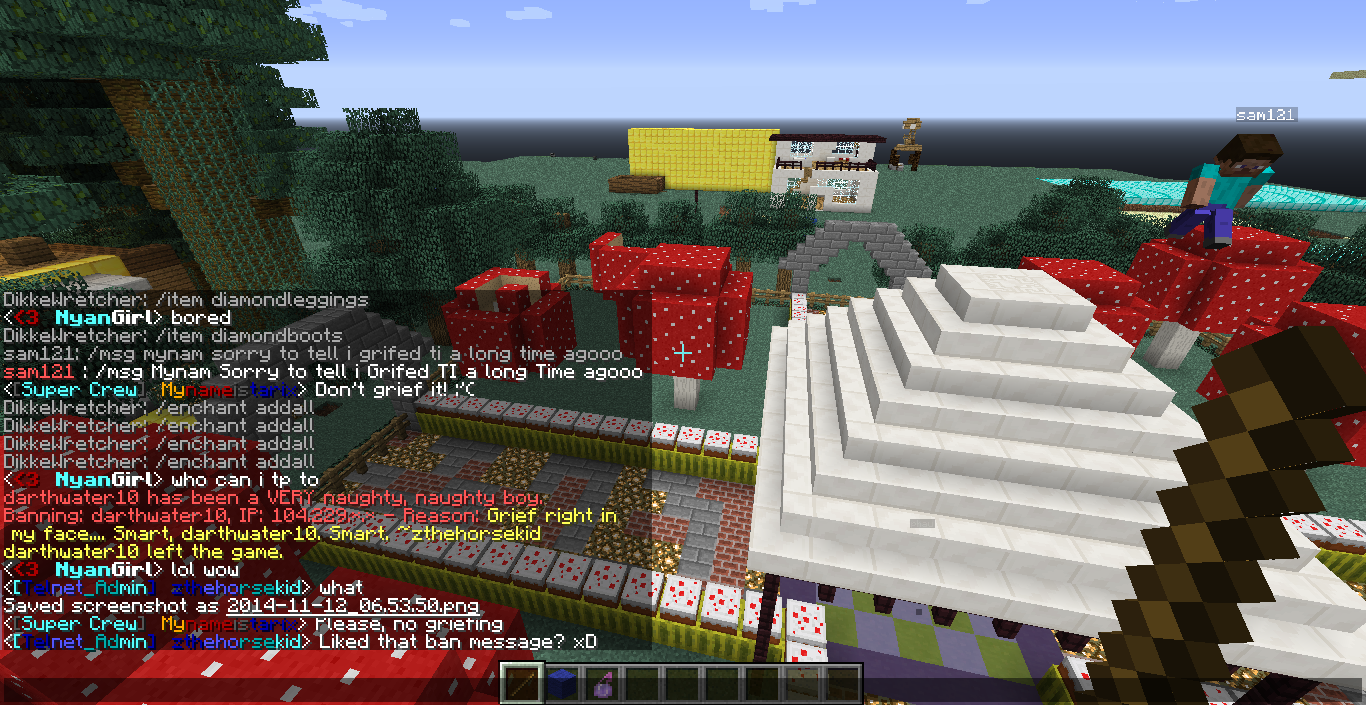 sam121
DikkeWretcher: /item diamondleggings
<<3 NyanGirl> bored
DikkeWretcher: /item diamondboots
sam121: /msg mynam sorry to tell i grifed ti a long time agooo
sam121 : /msg Mynam Sorry to tell i Grifed TI a long Time agooo
<[Super Crew] Mynameistarix> Don't grief it! ;'C
DikkeWretcher: /enchant addall
DikkeWretcher: /enchant addall
DikkeWretcher: /enchant addall
DikkeWretcher: /enchant addall
<<3 NyanGirl> who can i tp to
darthwater10 has been a VERY naughty, naughty boy.
Banning: darthwater10, IP: 104.229.*.* - Reason: Grief right in
my face.... Smart, darthwater10. Smart, ~zthehorsekid
darthwater10 left the game.
<<3 NyanGirl> lol wow
<[Telnet_Admin] zthehorsekid> what
Saved screenshot as 2014-11-12_06.53.50.png
<[Super Crew] Mynameistarix> Please, no griefing
<[Telnet_Admin] zthehorsekid> Liked that ban message? xD